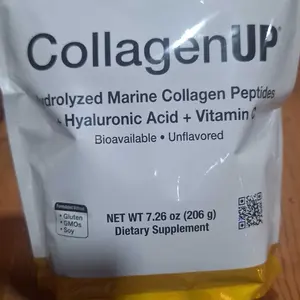 CollagenUP®
Hydrolyzed Marine Collagen Peptides
+ Hyaluronic Acid + Vitamin C
Bioavailable • Unflavored
• Gluten
• GMOs
• Soy
NET WT 7.26 oz (206 g)
Dietary Supplement